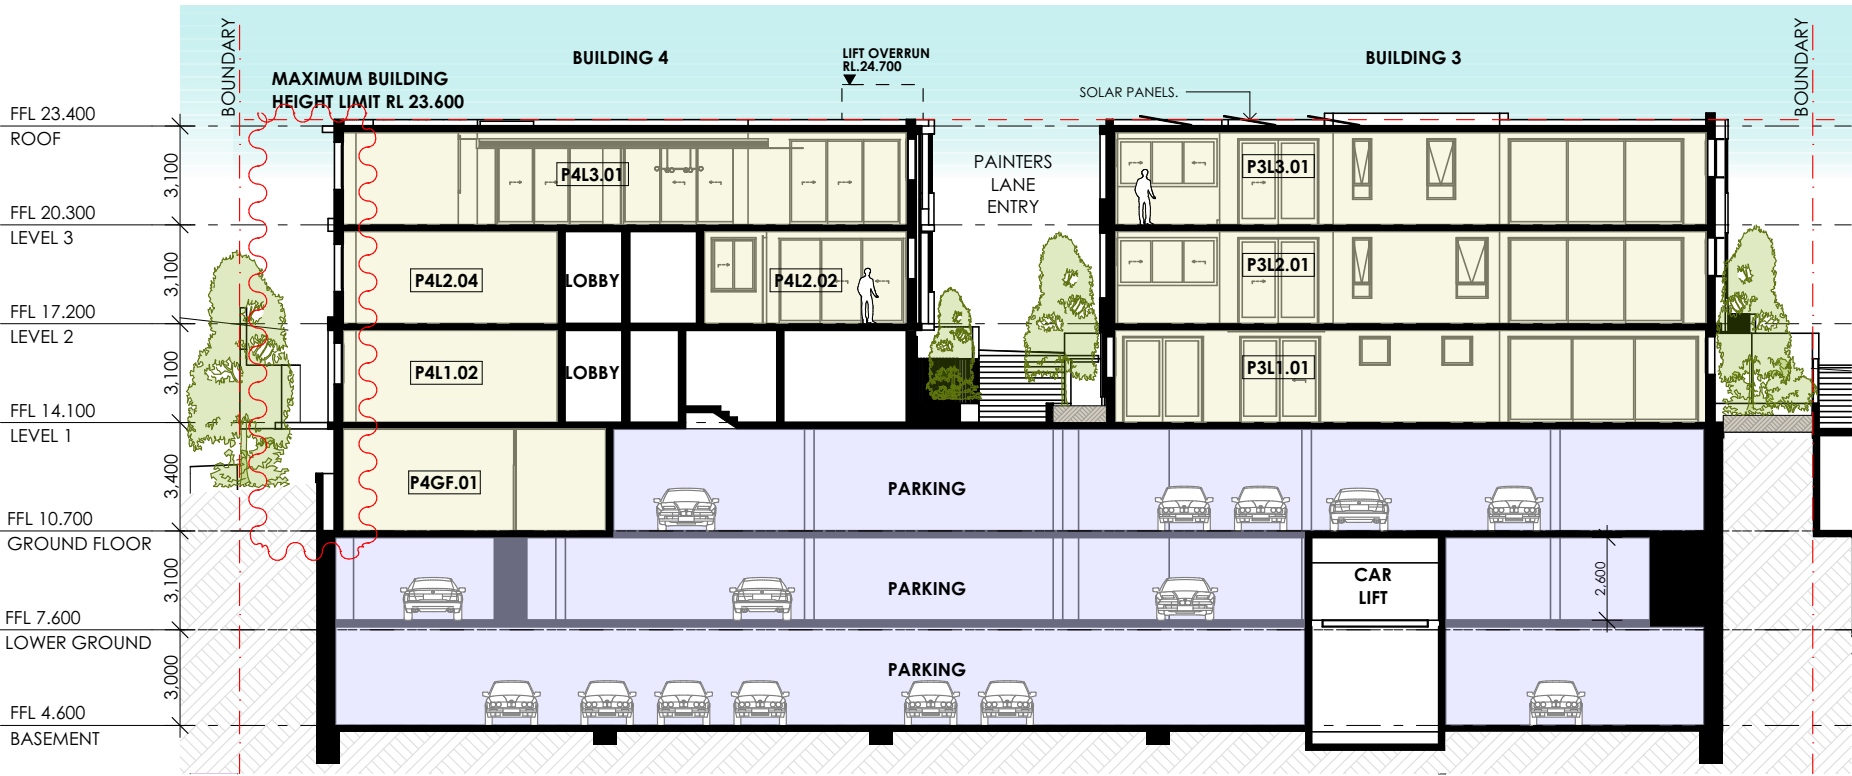 BOUNDARY
BUILDING 4
LIFT OVERRUN
RL.24.700
BUILDING 3
BOUNDARY
MAXIMUM BUILDING
HEIGHT LIMIT RL 23.600
SOLAR PANELS.
FFL 23.400
ROOF
3,100
P4L3.01
PAINTERS
LANE
ENTRY
P3L3.01
FFL 20.300
LEVEL 3
3,100
P4L2.04
LOBBY
P4L2.02
P3L2.01
FFL 17.200
LEVEL 2
3,100
P4L1.02
LOBBY
P3L1.01
FFL 14.100
LEVEL 1
3,400
P4GF.01
PARKING
FFL 10.700
GROUND FLOOR
3,100
PARKING
CAR
LIFT
2,600
FFL 7.600
LOWER GROUND
3,000
PARKING
FFL 4.600
BASEMENT